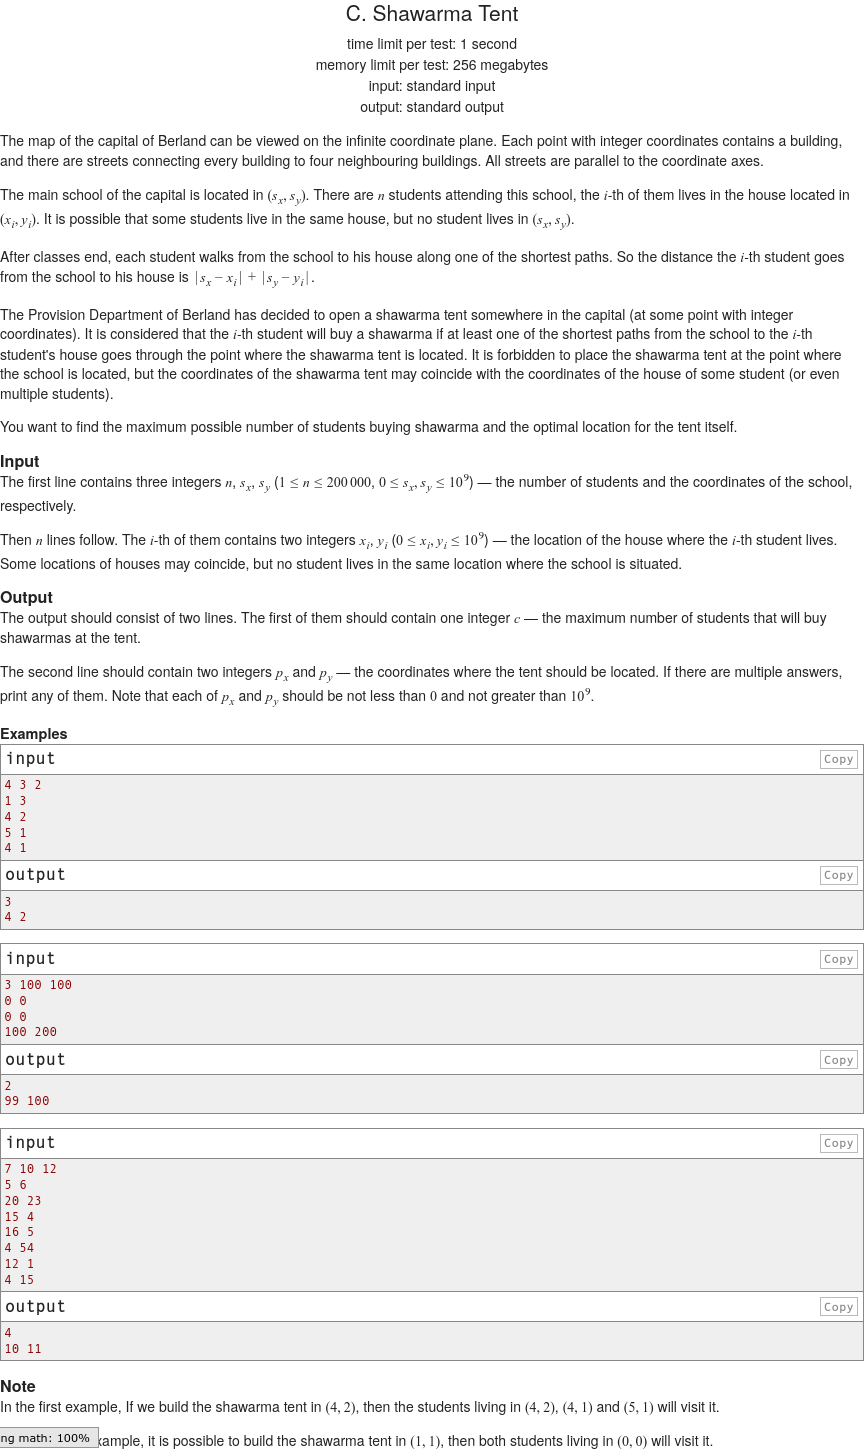 C. Shawarma Tent
time limit per test: 1 second
memory limit per test: 256 megabytes
input: standard input
output: standard output
The map of the capital of Berland can be viewed on the infinite coordinate plane. Each point with integer coordinates contains a building,
and there are streets connecting every building to four neighbouring buildings. All streets are parallel to the coordinate axes.
The main school of the capital is located in (s_x, s_y). There are n students attending this school, the i-th of them lives in the house located in
(x_i, y_i). It is possible that some students live in the same house, but no student lives in (s_x, s_y).
After classes end, each student walks from the school to his house along one of the shortest paths. So the distance the i-th student goes
from the school to his house is |s_x − x_i| + |s_y − y_i|.
The Provision Department of Berland has decided to open a shawarma tent somewhere in the capital (at some point with integer
coordinates). It is considered that the i-th student will buy a shawarma if at least one of the shortest paths from the school to the i-th
student's house goes through the point where the shawarma tent is located. It is forbidden to place the shawarma tent at the point where
the school is located, but the coordinates of the shawarma tent may coincide with the coordinates of the house of some student (or even
multiple students).
You want to find the maximum possible number of students buying shawarma and the optimal location for the tent itself.
Input
The first line contains three integers n, s_x, s_y (1 ≤ n ≤ 200 000, 0 ≤ s_x, s_y ≤ 10^9) — the number of students and the coordinates of the school,
respectively.
Then n lines follow. The i-th of them contains two integers x_i, y_i (0 ≤ x_i, y_i ≤ 10^9) — the location of the house where the i-th student lives.
Some locations of houses may coincide, but no student lives in the same location where the school is situated.
Output
The output should consist of two lines. The first of them should contain one integer c — the maximum number of students that will buy
shawarmas at the tent.
The second line should contain two integers p_x and p_y — the coordinates where the tent should be located. If there are multiple answers,
print any of them. Note that each of p_x and p_y should be not less than 0 and not greater than 10^9.
Examples
input Copy
4 3 2
1 3
4 2
5 1
4 1
output Copy
3
4 2
input Copy
3 100 100
0 0
0 0
100 200
output Copy
2
99 100
input Copy
7 10 12
5 6
20 23
15 4
16 5
4 54
12 1
4 15
output Copy
4
10 11
Note
In the first example, If we build the shawarma tent in (4, 2), then the students living in (4, 2), (4, 1) and (5, 1) will visit it.
ng math: 100% xample, it is possible to build the shawarma tent in (1, 1), then both students living in (0, 0) will visit it.